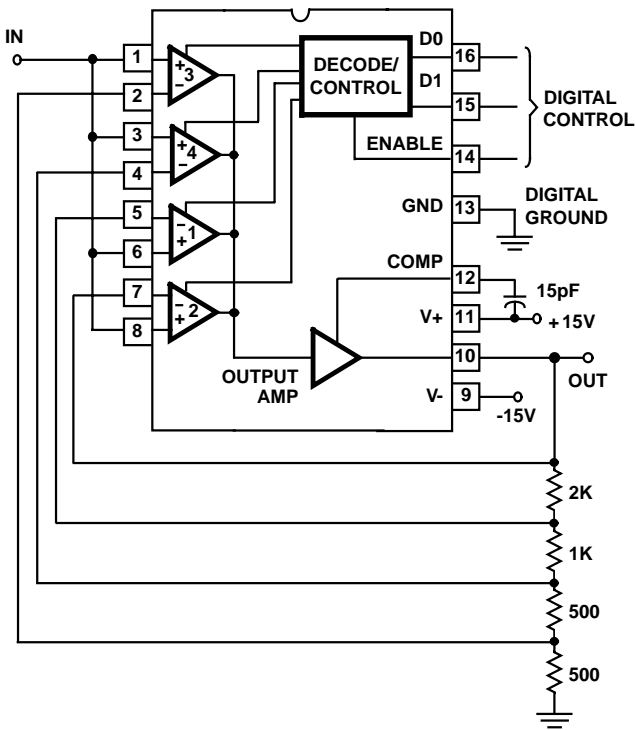 IN
1
2
3
4
5
6
7
8
+
3
−
+
4
−
−
1
+
−
2
+
DECODE/
CONTROL
D0
16
D1
15
ENABLE
14
DIGITAL
CONTROL
GND
13
DIGITAL
GROUND
COMP
12
15pF
V+
11
+15V
10
OUT
OUTPUT
AMP
V-
9
-15V
2K
1K
500
500